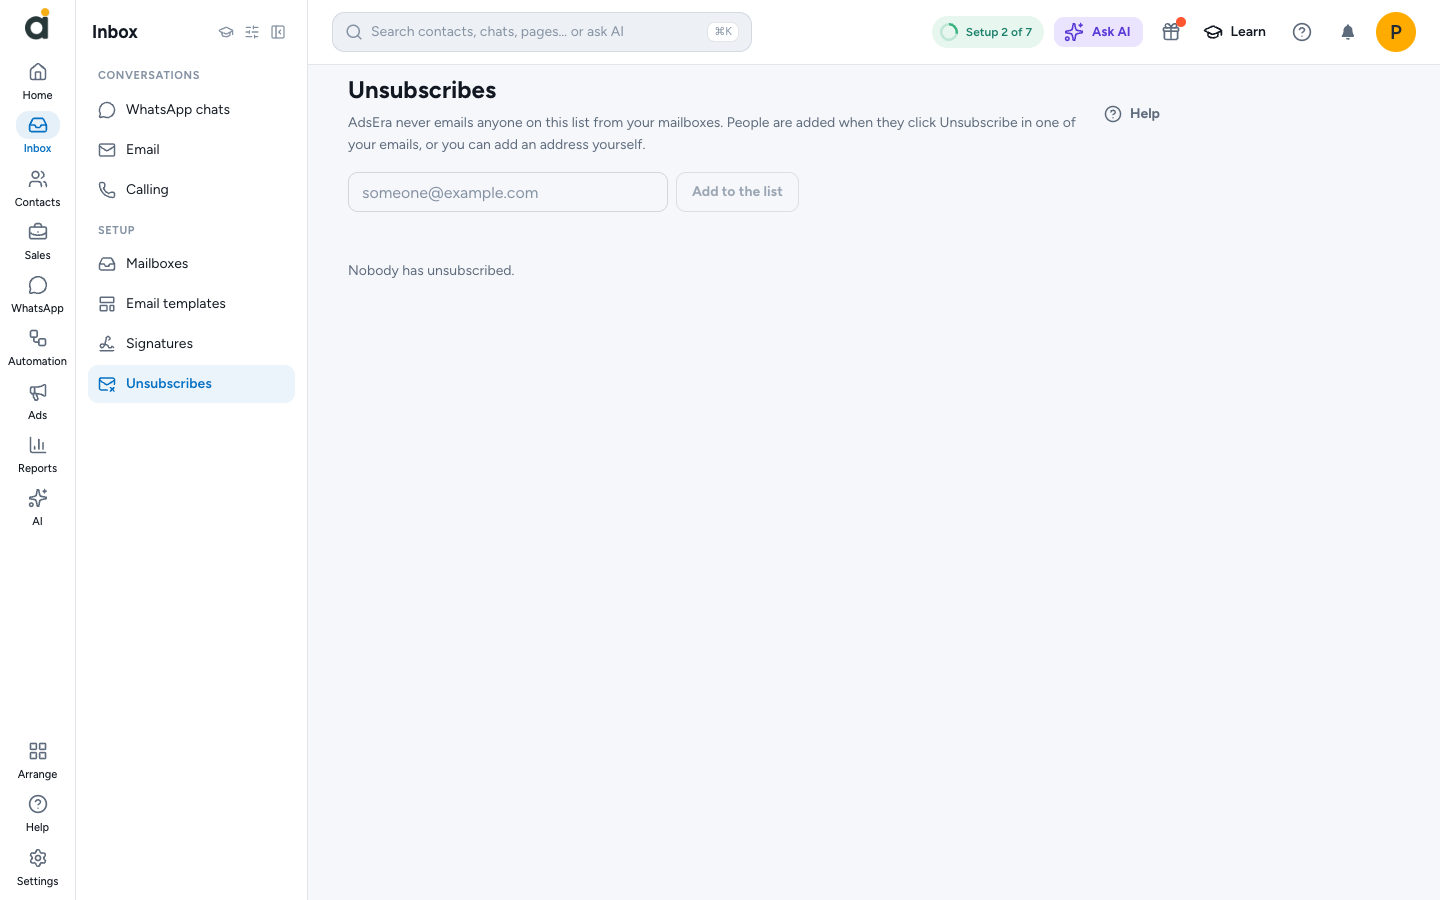 Home
Inbox
Contacts
Sales
WhatsApp
Automation
Ads
Reports
AI
Arrange
Help
Settings
Inbox
CONVERSATIONS
WhatsApp chats
Email
Calling
SETUP
Mailboxes
Email templates
Signatures
Unsubscribes
Search contacts, chats, pages... or ask AI
⌘K
Setup 2 of 7
Ask AI
Learn
P
Unsubscribes
AdsEra never emails anyone on this list from your mailboxes. People are added when they click Unsubscribe in one of
your emails, or you can add an address yourself.
Help
someone@example.com
Add to the list
Nobody has unsubscribed.